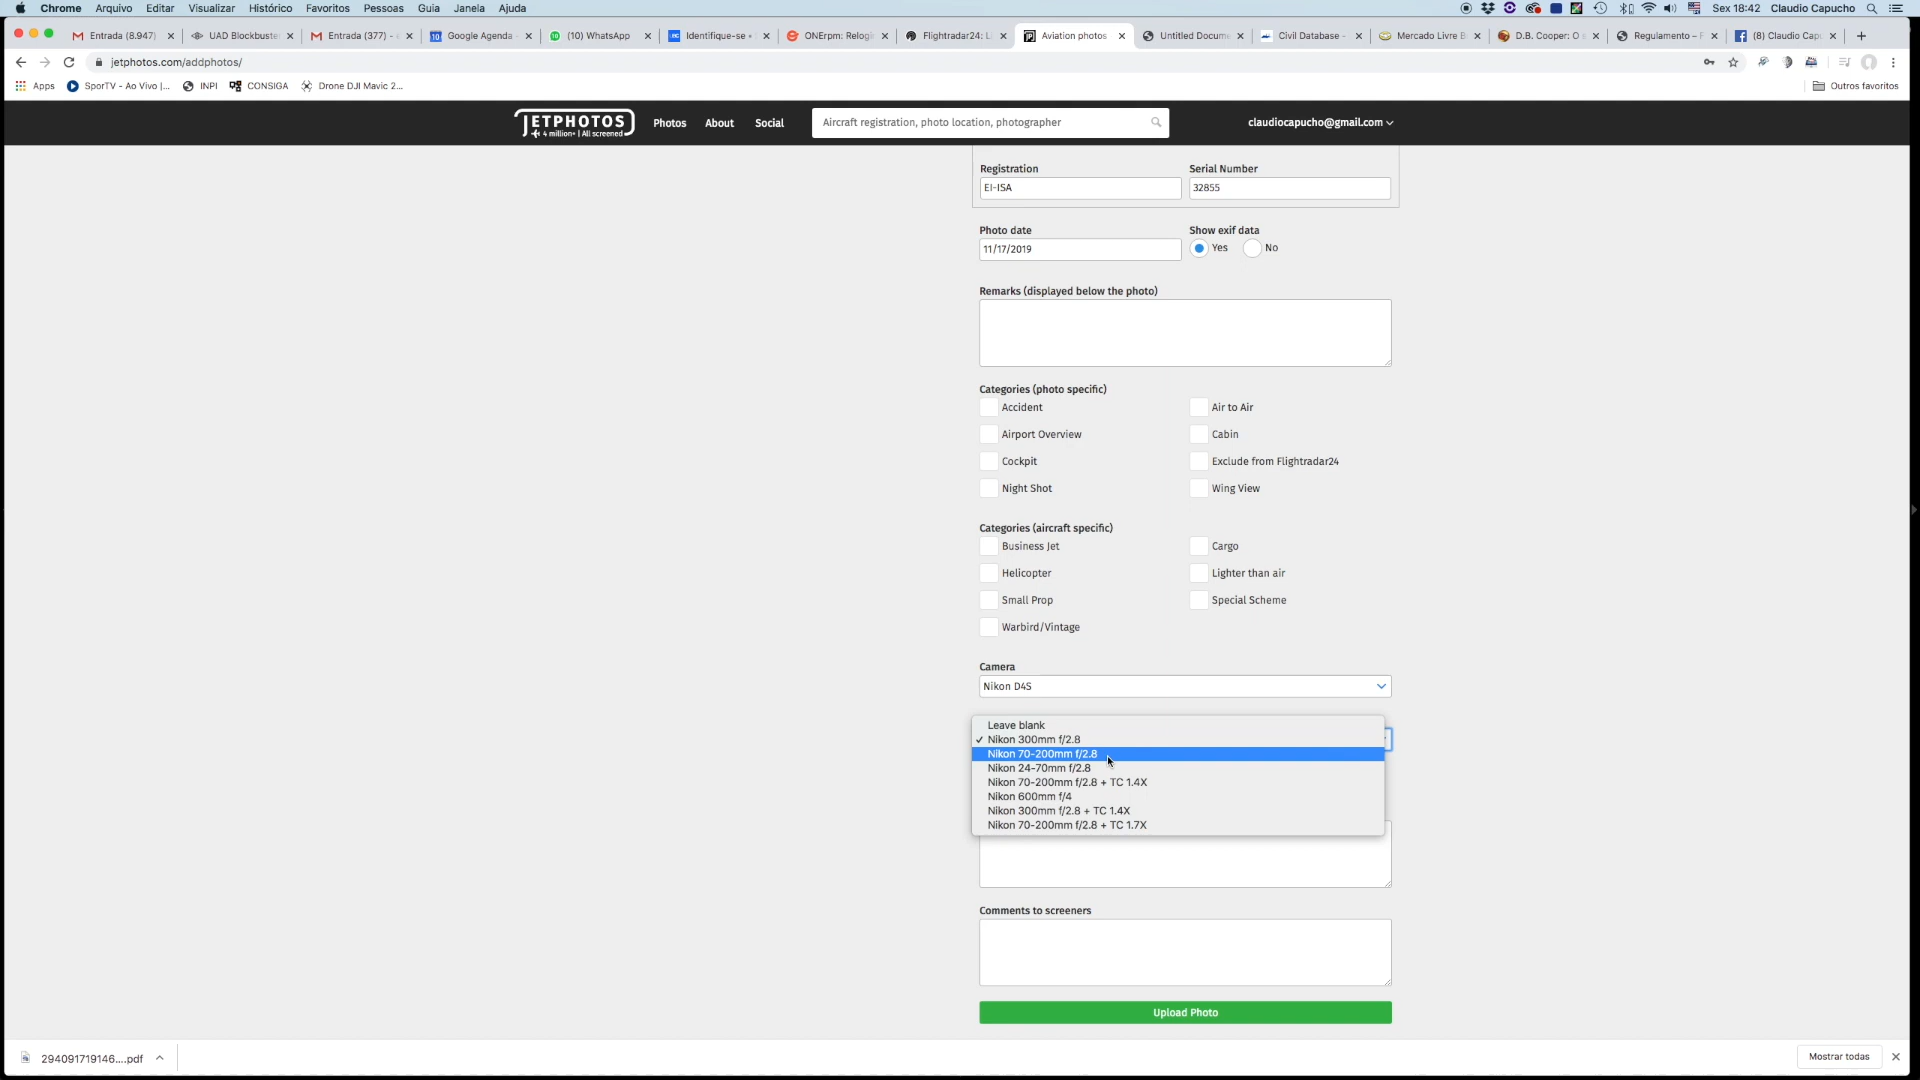 Chrome Arquivo Editar Visualizar Histórico Favoritos Pessoas Guia Janela Ajuda Sex 18:42 Claudio Capucho
Entrada (8.947) UAD Blockbuste Entrada (377) - Google Agenda (10) WhatsApp Identifique-se • ONErpm: Relogi Flightradar24: Li Aviation photos Untitled Docume Civil Database - Mercado Livre B D.B. Cooper: O s Regulamento – F (8) Claudio Cap
jetphotos.com/addphotos/
Apps SporTV - Ao Vivo |... INPI CONSIGA Drone DJI Mavic 2... Outros favoritos
JETPHOTOS
4 million+ | All screened
Photos About Social Aircraft registration, photo location, photographer claudiocapucho@gmail.com
Registration Serial Number
EI-ISA 32855
Photo date Show exif data
11/17/2019 Yes No
Remarks (displayed below the photo)
Categories (photo specific)
Accident Air to Air
Airport Overview Cabin
Cockpit Exclude from Flightradar24
Night Shot Wing View
Categories (aircraft specific)
Business Jet Cargo
Helicopter Lighter than air
Small Prop Special Scheme
Warbird/Vintage
Camera
Nikon D4S
Leave blank
✓ Nikon 300mm f/2.8
Nikon 70-200mm f/2.8
Nikon 24-70mm f/2.8
Nikon 70-200mm f/2.8 + TC 1.4X
Nikon 600mm f/4
Nikon 300mm f/2.8 + TC 1.4X
Nikon 70-200mm f/2.8 + TC 1.7X
Comments to screeners
Upload Photo
294091719146....pdf Mostrar todas